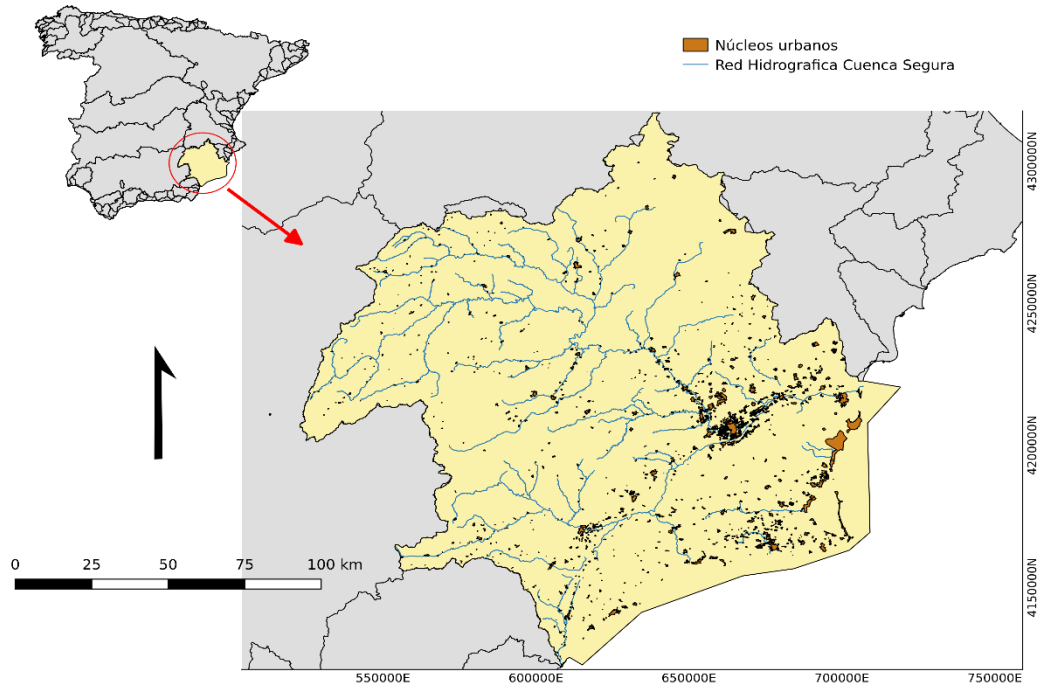 Núcleos urbanos
Red Hidrografica Cuenca Segura
4300000N
4250000N
4200000N
4150000N
0 25 50 75 100 km
550000E 600000E 650000E 700000E 750000E